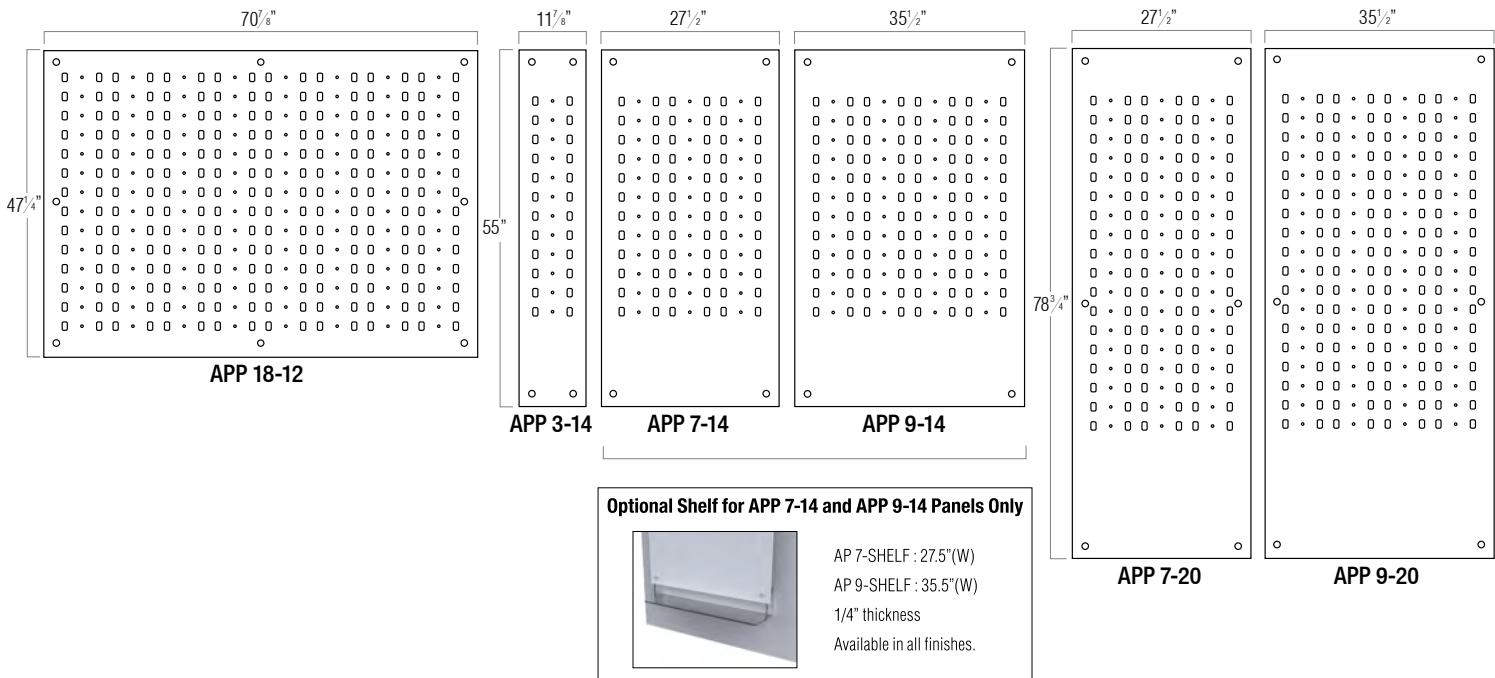 70⅞”
11⅞”
27½”
35½”
27½”
35½”
47¼”
55”
78¾”
APP 18-12
APP 3-14
APP 7-14
APP 9-14
APP 7-20
APP 9-20
Optional Shelf for APP 7-14 and APP 9-14 Panels Only
AP 7-SHELF : 27.5”(W)
AP 9-SHELF : 35.5”(W)
1/4” thickness
Available in all finishes.